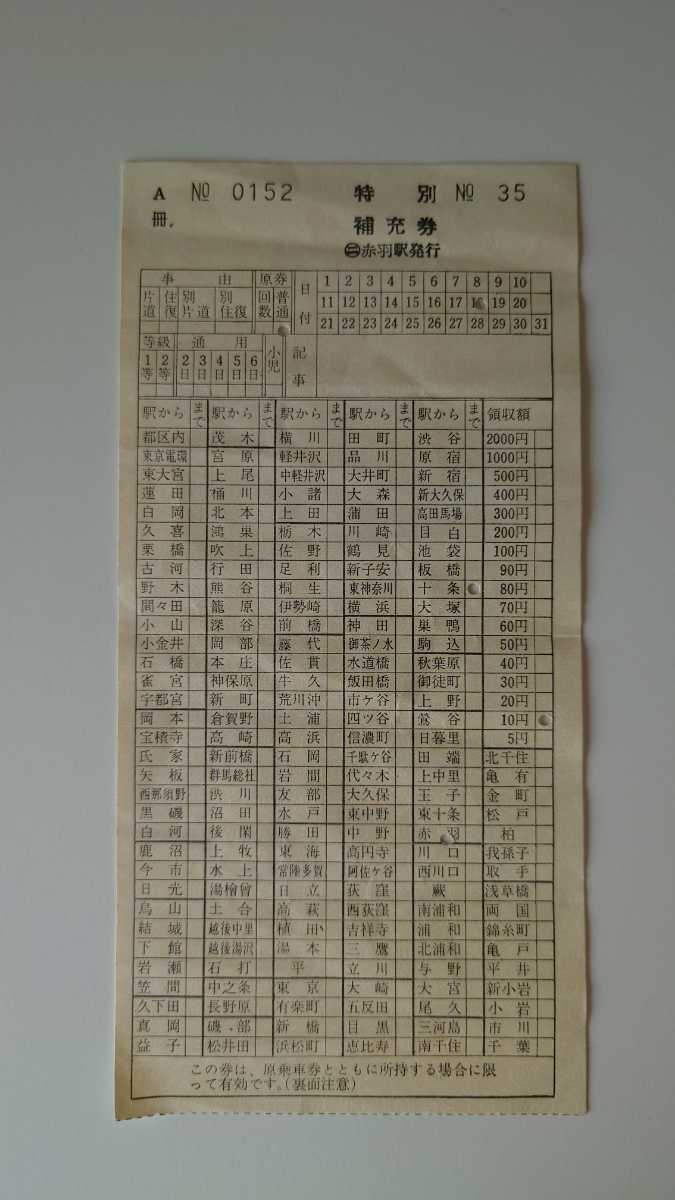 A № 0152 特別 № 35
冊。 補充券
㊁赤羽駅発行
事由 原券 日付 1 2 3 4 5 6 7 8 9 10
片道 往復 別片道 別往復 回数 普通 11 12 13 14 15 16 17 18 19 20
21 22 23 24 25 26 27 28 29 30 31
等級 通用 小児 記事
1等 2等 2日 3日 4日 5日 6日
駅から まで 駅から まで 駅から まで 駅から まで 駅から まで 領収額
都区内 茂木 横川 田町 渋谷 2000円
東京電環 宮原 軽井沢 品川 原宿 1000円
東大宮 上尾 中軽井沢 大井町 新宿 500円
蓮田 桶川 小諸 大森 新大久保 400円
白岡 北本 上田 蒲田 高田馬場 300円
久喜 鴻巣 栃木 川崎 目白 200円
栗橋 吹上 佐野 鶴見 池袋 100円
古河 行田 足利 新子安 板橋 90円
野木 熊谷 桐生 東神奈川 十条 80円
間々田 籠原 伊勢崎 横浜 大塚 70円
小山 深谷 前橋 神田 巣鴨 60円
小金井 岡部 藤代 御茶ノ水 駒込 50円
石橋 本庄 佐貫 水道橋 秋葉原 40円
雀宮 神保原 牛久 飯田橋 御徒町 30円
宇都宮 新町 荒川沖 市ケ谷 上野 20円
岡本 倉賀野 土浦 四ツ谷 鶯谷 10円
宝積寺 高崎 高浜 信濃町 日暮里 5円
氏家 新前橋 石岡 千駄ケ谷 田端 北千住
矢板 群馬総社 岩間 代々木 上中里 亀有
西那須野 渋川 友部 大久保 王子 金町
黒磯 沼田 水戸 東中野 東十条 松戸
白河 後閑 勝田 中野 赤羽 柏
鹿沼 上牧 東海 高円寺 川口 我孫子
今市 水上 常陸多賀 阿佐ケ谷 西川口 取手
日光 湯檜曽 日立 荻窪 蕨 浅草橋
烏山 土合 高萩 西荻窪 南浦和 両国
結城 越後中里 植田 吉祥寺 浦和 錦糸町
下館 越後湯沢 湯本 三鷹 北浦和 亀戸
岩瀬 石打 平 立川 与野 平井
笠間 中之条 東京 大崎 大宮 新小岩
久下田 長野原 有楽町 五反田 尾久 小岩
真岡 磯部 新橋 目黒 三河島 市川
益子 松井田 浜松町 恵比寿 南千住 千葉
この券は、原乗車券とともに所持する場合に限
って有効です。(裏面注意)